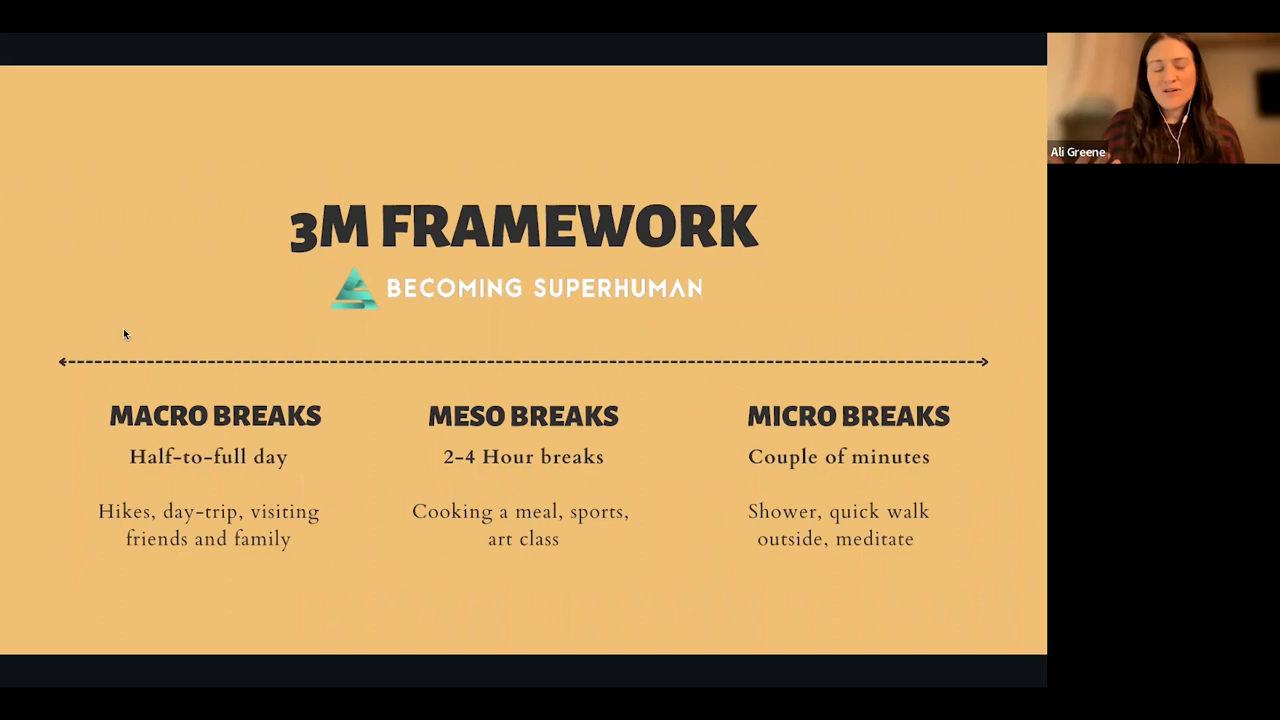 3M FRAMEWORK
BECOMING SUPERHUMAN
MACRO BREAKS
Half-to-full day
Hikes, day-trip, visiting
friends and family
MESO BREAKS
2-4 Hour breaks
Cooking a meal, sports,
art class
MICRO BREAKS
Couple of minutes
Shower, quick walk
outside, meditate
Ali Greene